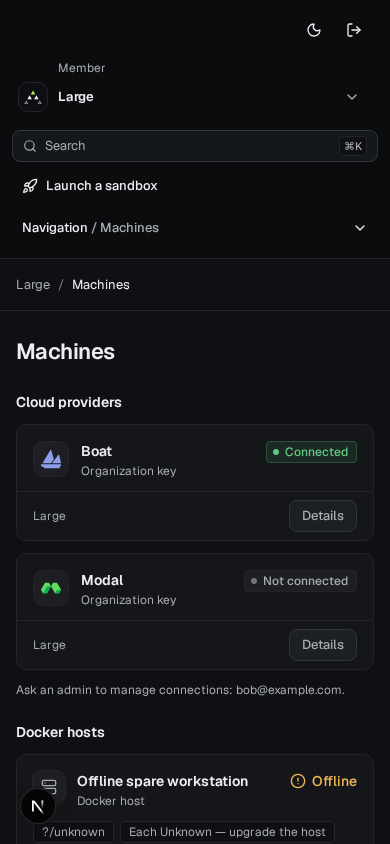 Member
Large
Search ⌘K
Launch a sandbox
Navigation / Machines
Large / Machines
Machines
Cloud providers
Boat
Connected
Organization key
Large
Details
Modal
Not connected
Organization key
Large
Details
Ask an admin to manage connections: bob@example.com.
Docker hosts
Offline spare workstation
Offline
Docker host
N
?/unknown
Each Unknown — upgrade the host